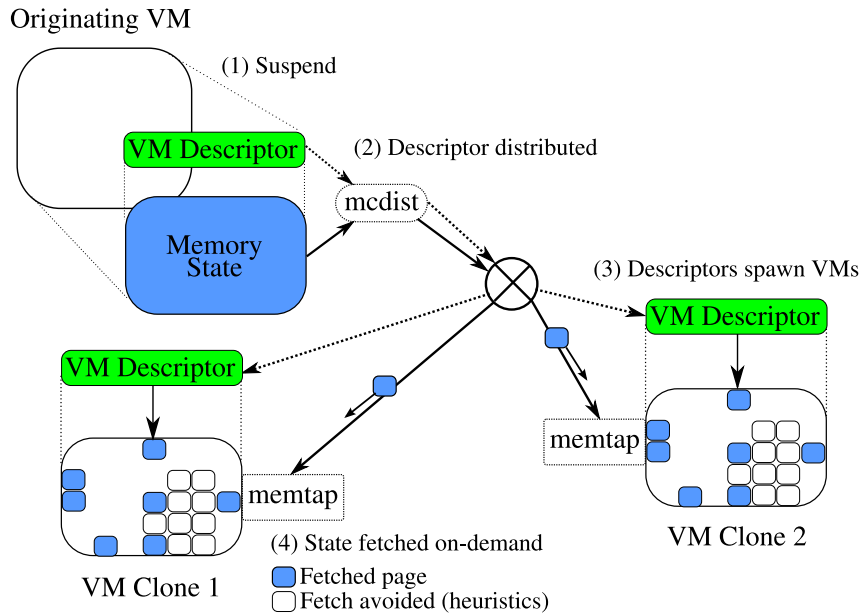 Originating VM
(1) Suspend
VM Descriptor
(2) Descriptor distributed
mcdist
Memory
State
(3) Descriptors spawn VMs
VM Descriptor
VM Descriptor
memtap
memtap
VM Clone 2
(4) State fetched on-demand
VM Clone 1
Fetched page
Fetch avoided (heuristics)